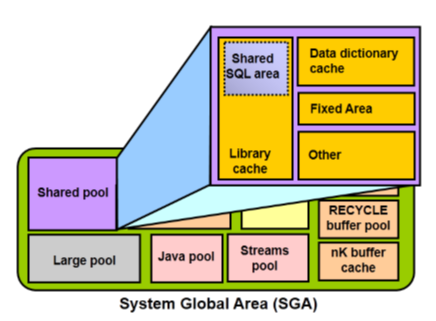 Shared
SQL area
Library
cache
Data dictionary
cache
Fixed Area
Other
Shared pool
RECYCLE
buffer pool
Large pool
Java pool
Streams
pool
nK buffer
cache
System Global Area (SGA)